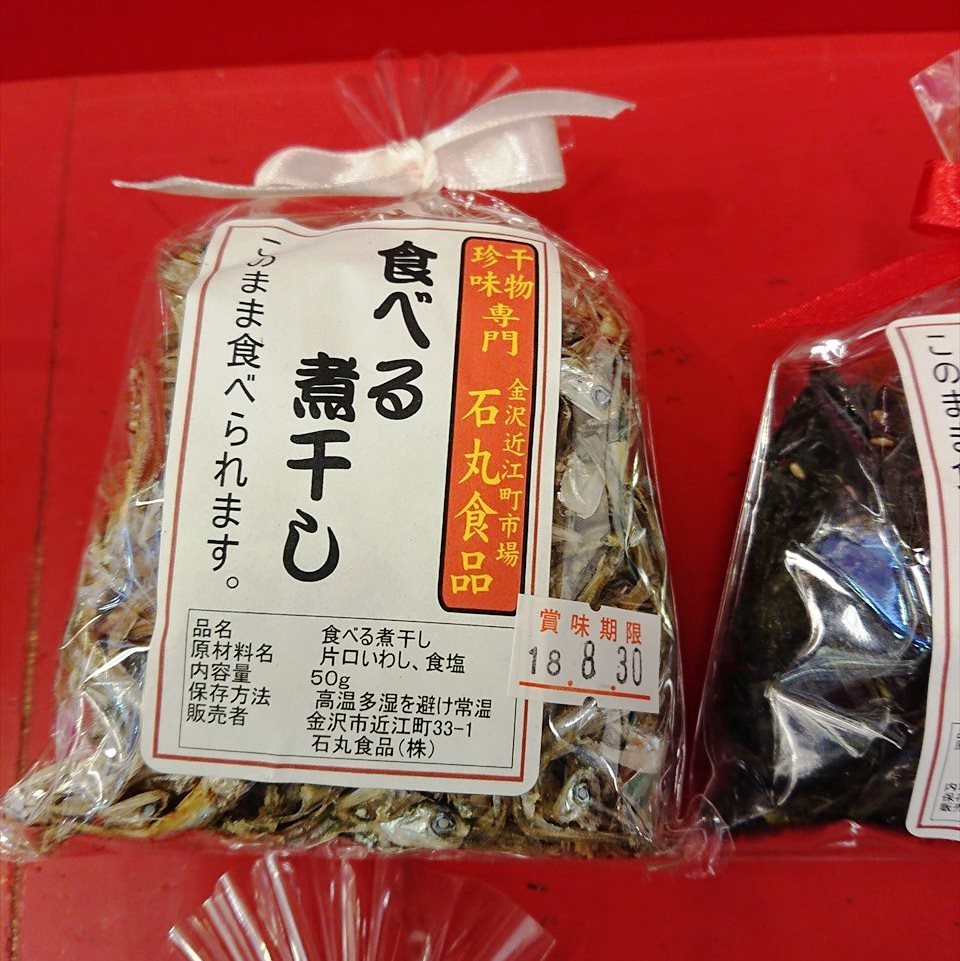 干物
珍味専門
金沢近江町市場
石丸食品
食べる
煮干し
このまま食べられます。
品名 食べる煮干し
原材料名 片口いわし、食塩
内容量 50g
保存方法 高温多湿を避け常温
販売者 金沢市近江町33-1
石丸食品(株)
賞味期限
18.8.30
このまま